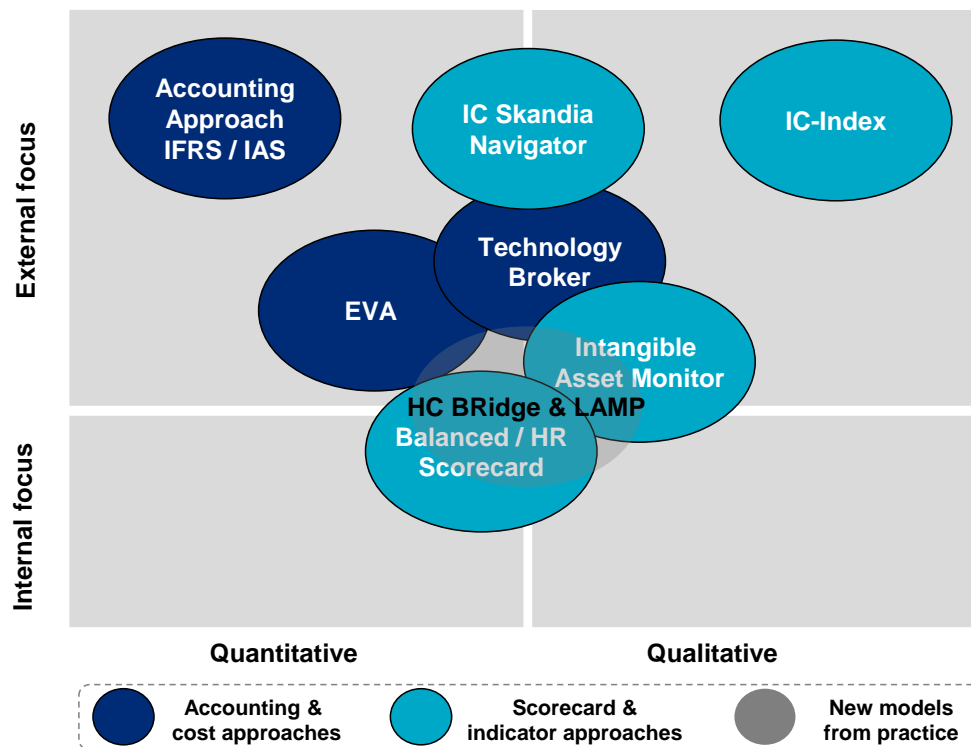 External focus
Internal focus
Accounting
Approach
IFRS / IAS
IC Skandia
Navigator
IC-Index
Technology
Broker
EVA
Intangible
Asset Monitor
HC BRidge & LAMP
Balanced / HR
Scorecard
Quantitative
Qualitative
Accounting &
cost approaches
Scorecard &
indicator approaches
New models
from practice